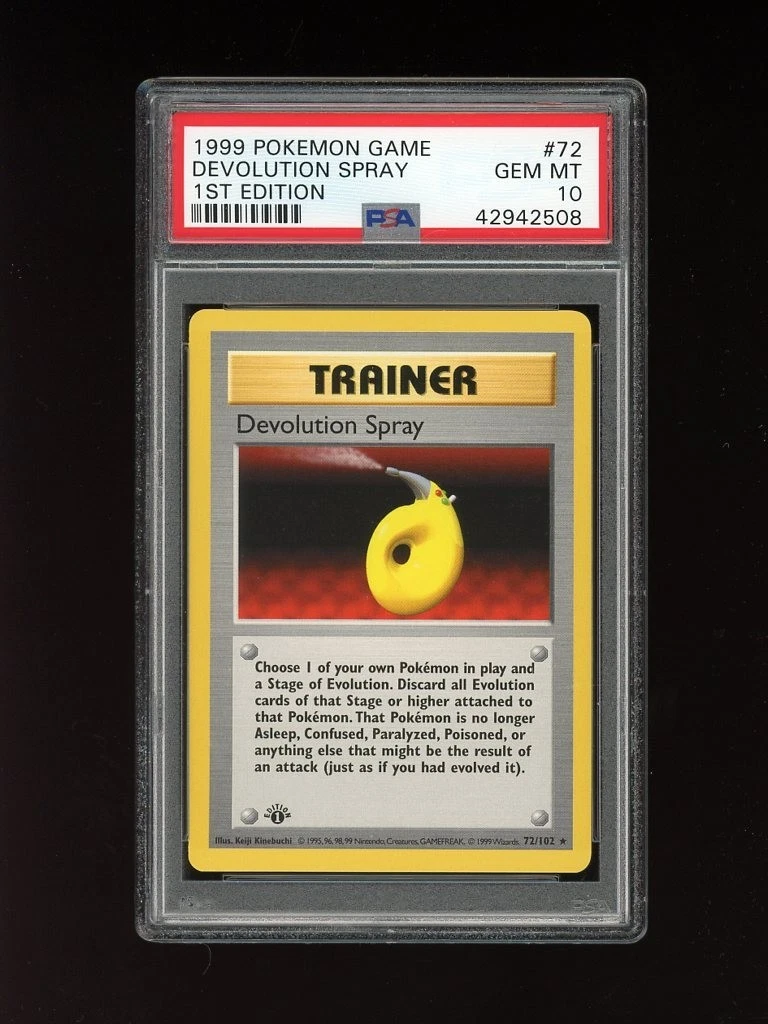 1999 POKEMON GAME #72
DEVOLUTION SPRAY GEM MT
1ST EDITION 10
PSA 42942508
TRAINER
Devolution Spray
Choose 1 of your own Pokémon in play and
a Stage of Evolution. Discard all Evolution
cards of that Stage or higher attached to
that Pokémon. That Pokémon is no longer
Asleep, Confused, Paralyzed, Poisoned, or
anything else that might be the result of
an attack (just as if you had evolved it).
EDITION 1
Illus. Keiji Kinebuchi © 1995, 96, 98, 99 Nintendo, Creatures, GAMEFREAK. © 1999 Wizards. 72/102 ★
PSA